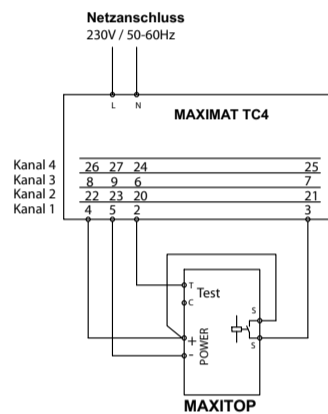 Netzanschluss
230V / 50-60Hz
L N
MAXIMAT TC4
Kanal 4 26 27 24 25
Kanal 3 8 9 6 7
Kanal 2 22 23 20 21
Kanal 1 4 5 2 3
T Test
C
S
+
-
POWER
S
MAXITOP